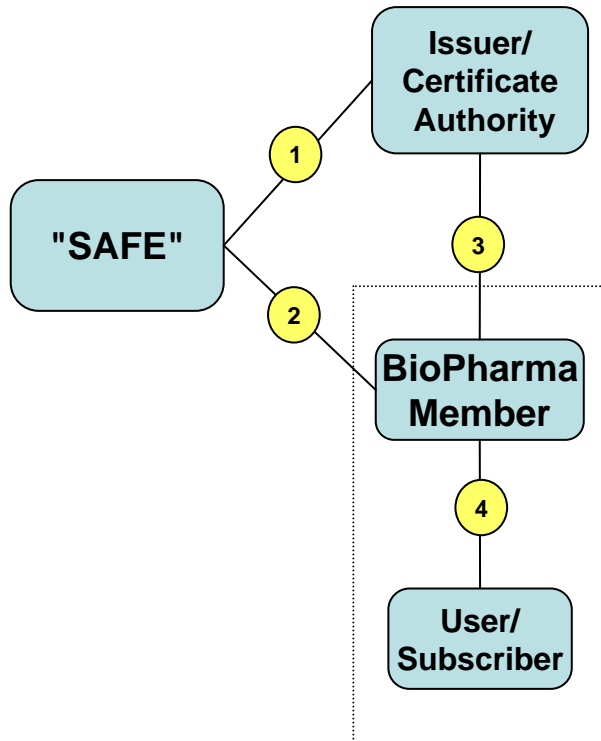 Issuer/
Certificate
Authority
1
"SAFE"
3
2
BioPharma
Member
4
User/
Subscriber